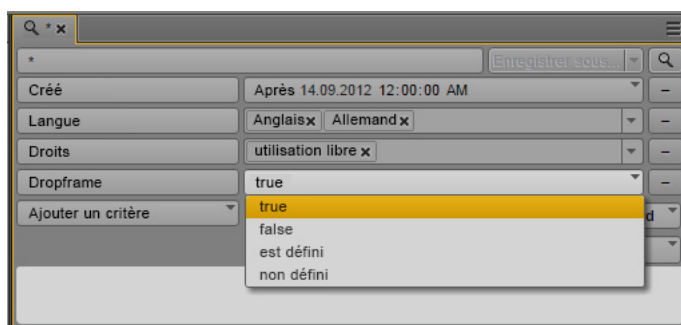 * x
*
Enregistrer sous...
Créé
Après 14.09.2012 12:00:00 AM
–
Langue
Anglais x Allemand x
–
Droits
utilisation libre x
–
Dropframe
true
–
Ajouter un critère
true
d
false
est défini
non défini